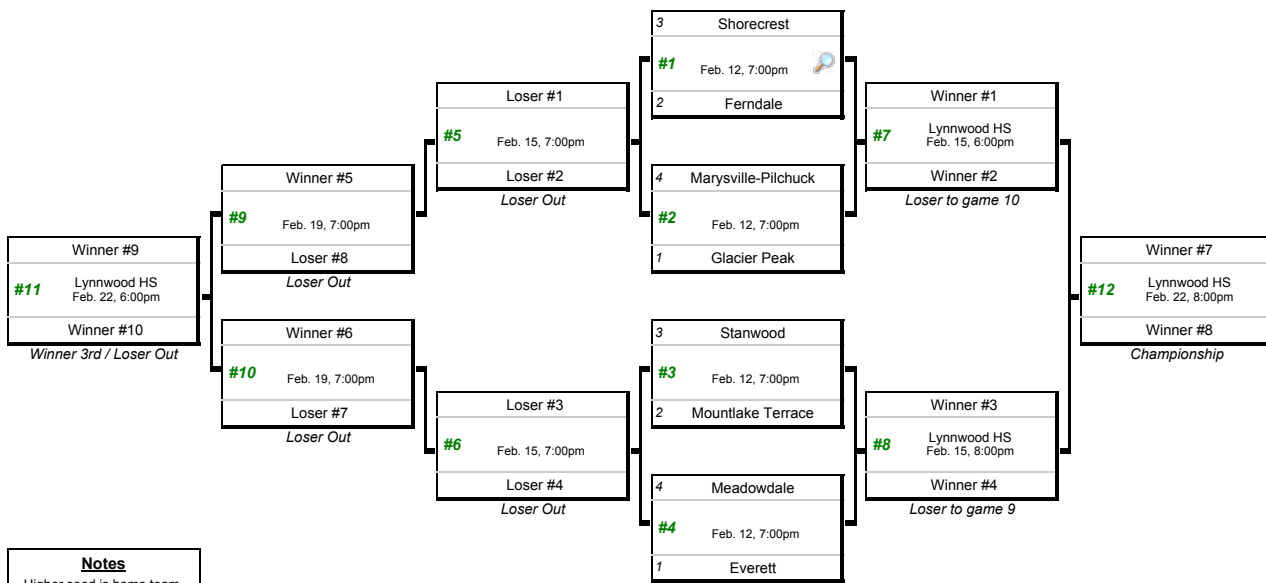 3 Shorecrest
#1 Feb. 12, 7:00pm
2 Ferndale
4 Marysville-Pilchuck
#2 Feb. 12, 7:00pm
1 Glacier Peak
3 Stanwood
#3 Feb. 12, 7:00pm
2 Mountlake Terrace
4 Meadowdale
#4 Feb. 12, 7:00pm
1 Everett
Loser #1
#5 Feb. 15, 7:00pm
Loser #2
Loser Out
Loser #3
#6 Feb. 15, 7:00pm
Loser #4
Loser Out
Winner #1
#7 Lynnwood HS
Feb. 15, 6:00pm
Winner #2
Loser to game 10
Winner #3
#8 Lynnwood HS
Feb. 15, 8:00pm
Winner #4
Loser to game 9
Winner #5
#9 Feb. 19, 7:00pm
Loser #8
Loser Out
Winner #6
#10 Feb. 19, 7:00pm
Loser #7
Loser Out
Winner #9
#11 Lynnwood HS
Feb. 22, 6:00pm
Winner #10
Winner 3rd / Loser Out
Winner #7
#12 Lynnwood HS
Feb. 22, 8:00pm
Winner #8
Championship
Notes
Higher seed is home team